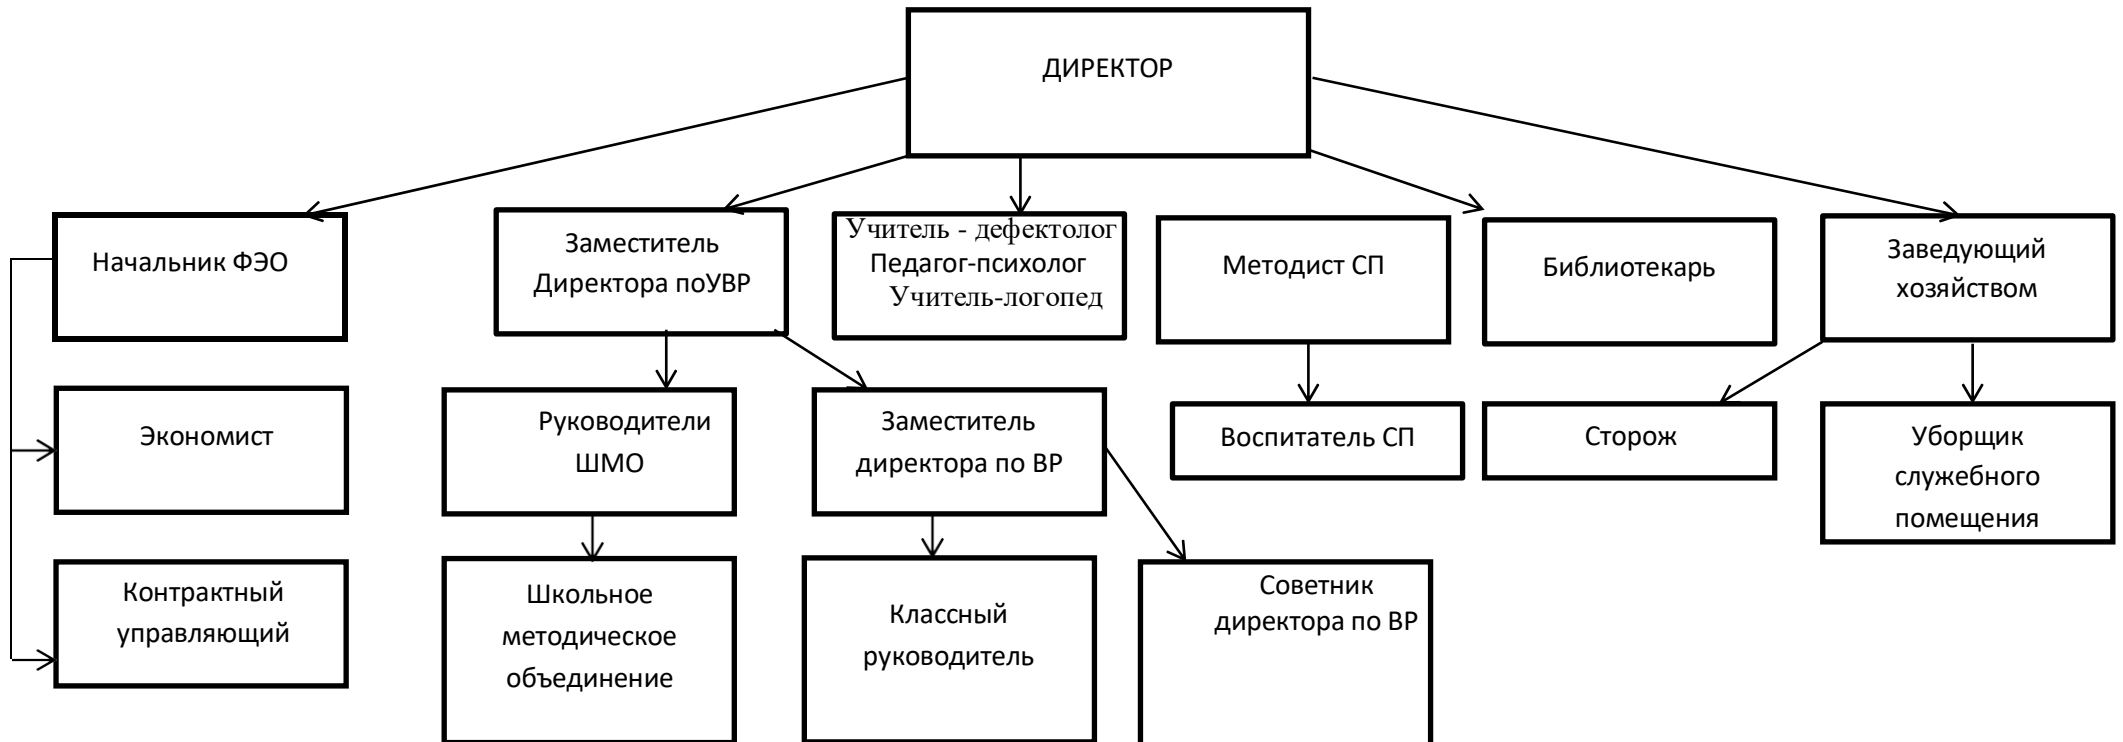 ДИРЕКТОР
Начальник ФЭО
Заместитель
Директора поУВР
Учитель - дефектолог
Педагог-психолог
Учитель-логопед
Методист СП
Библиотекарь
Заведующий
хозяйством
Экономист
Руководители
ШМО
Заместитель
директора по ВР
Воспитатель СП
Сторож
Уборщик
служебного
помещения
Контрактный
управляющий
Школьное
методическое
объединение
Классный
руководитель
Советник
директора по ВР